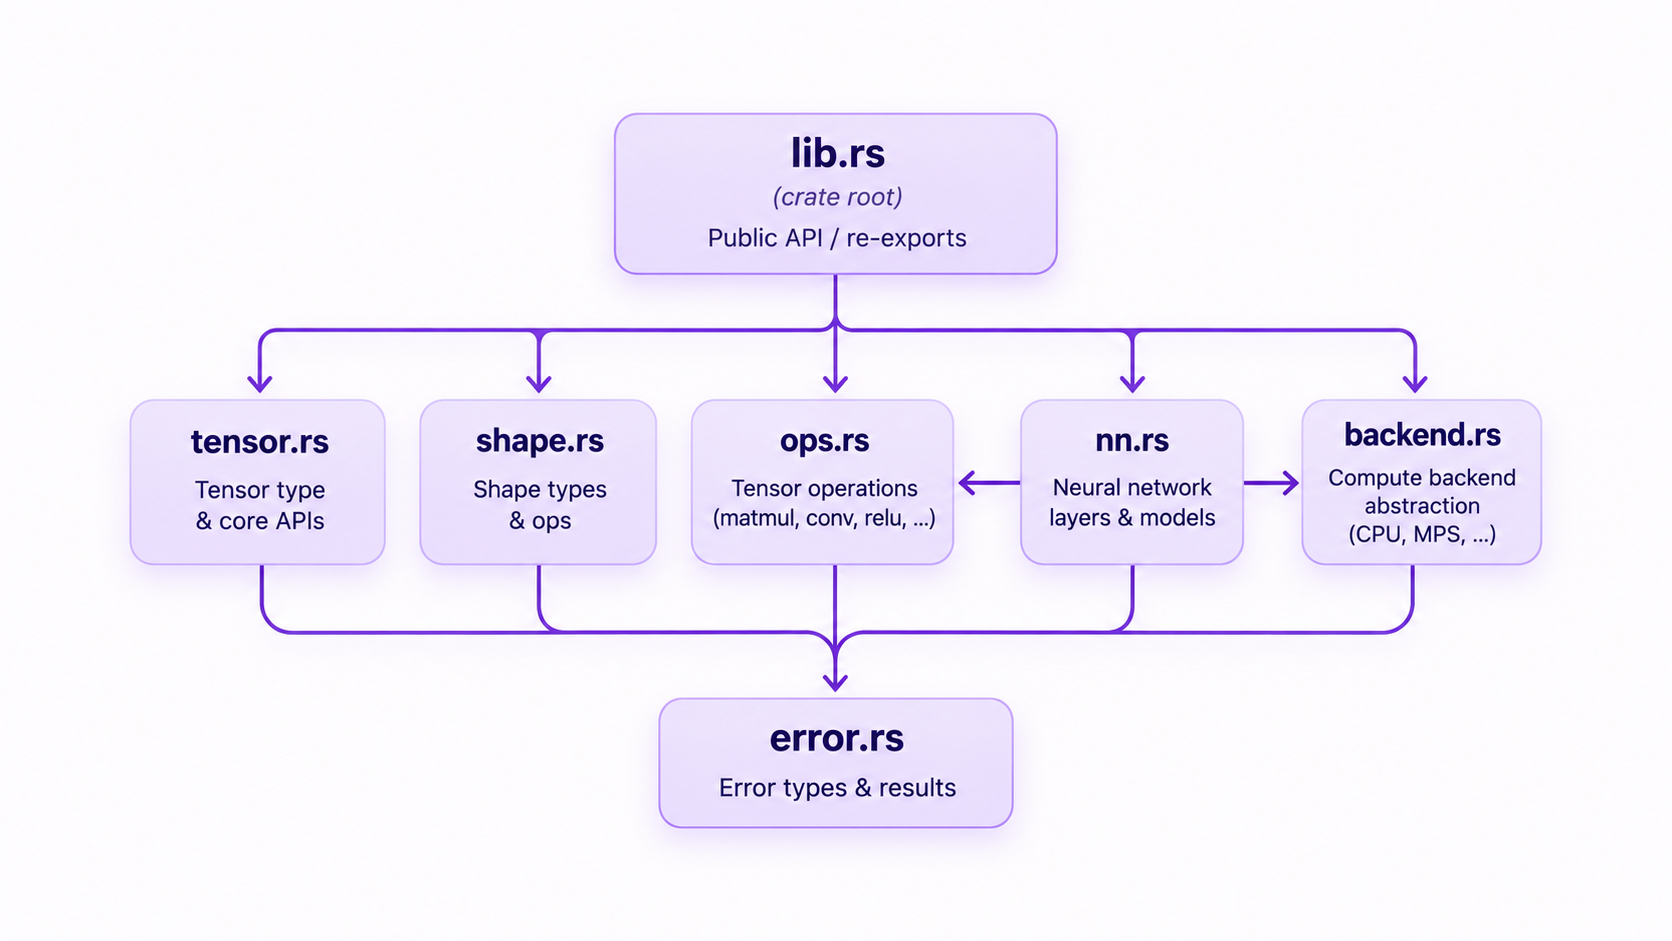 lib.rs
(crate root)
Public API / re-exports
tensor.rs
Tensor type
& core APIs
shape.rs
Shape types
& ops
ops.rs
Tensor operations
(matmul, conv, relu, ...)
nn.rs
Neural network
layers & models
backend.rs
Compute backend
abstraction
(CPU, MPS, ...)
error.rs
Error types & results